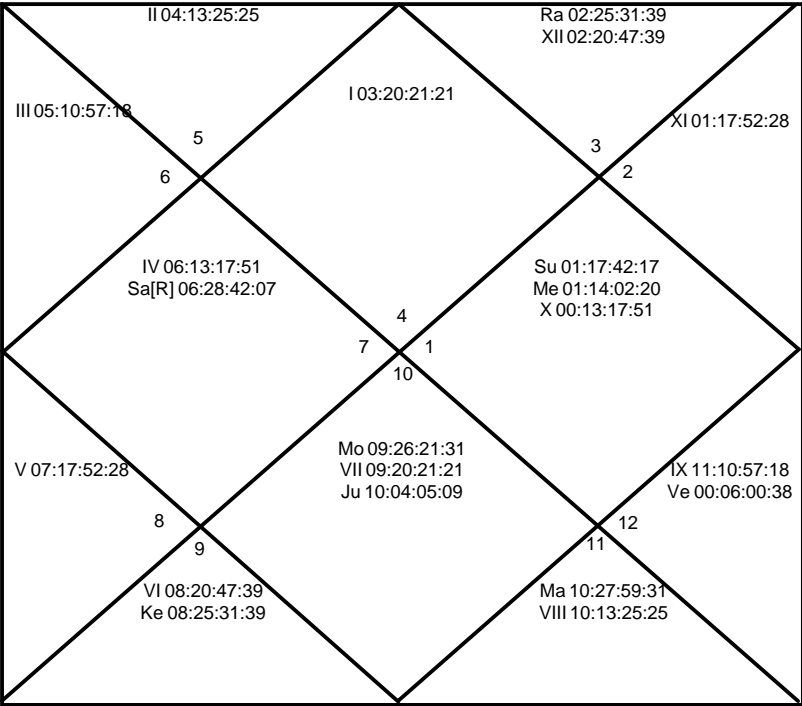 II 04:13:25:25
Ra 02:25:31:39
XII 02:20:47:39
I 03:20:21:21
III 05:10:57:18
XI 01:17:52:28
5
3
6
2
IV 06:13:17:51
Sa[R] 06:28:42:07
Su 01:17:42:17
Me 01:14:02:20
X 00:13:17:51
4
7
1
10
Mo 09:26:21:31
VII 09:20:21:21
Ju 10:04:05:09
V 07:17:52:28
IX 11:10:57:18
Ve 00:06:00:38
8
12
9
11
VI 08:20:47:39
Ke 08:25:31:39
Ma 10:27:59:31
VIII 10:13:25:25